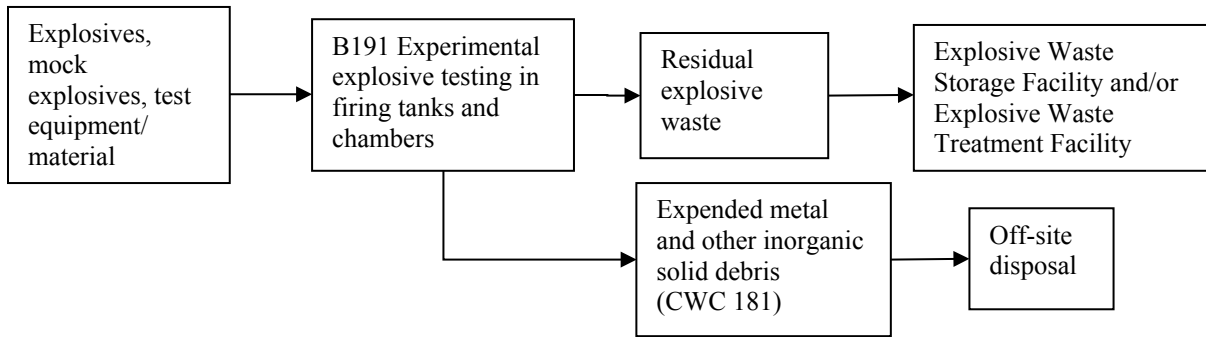 Explosives,
mock
explosives, test
equipment/
material
B191 Experimental
explosive testing in
firing tanks and
chambers
Residual
explosive
waste
Explosive Waste
Storage Facility and/or
Explosive Waste
Treatment Facility
Expended metal
and other inorganic
solid debris
(CWC 181)
Off-site
disposal